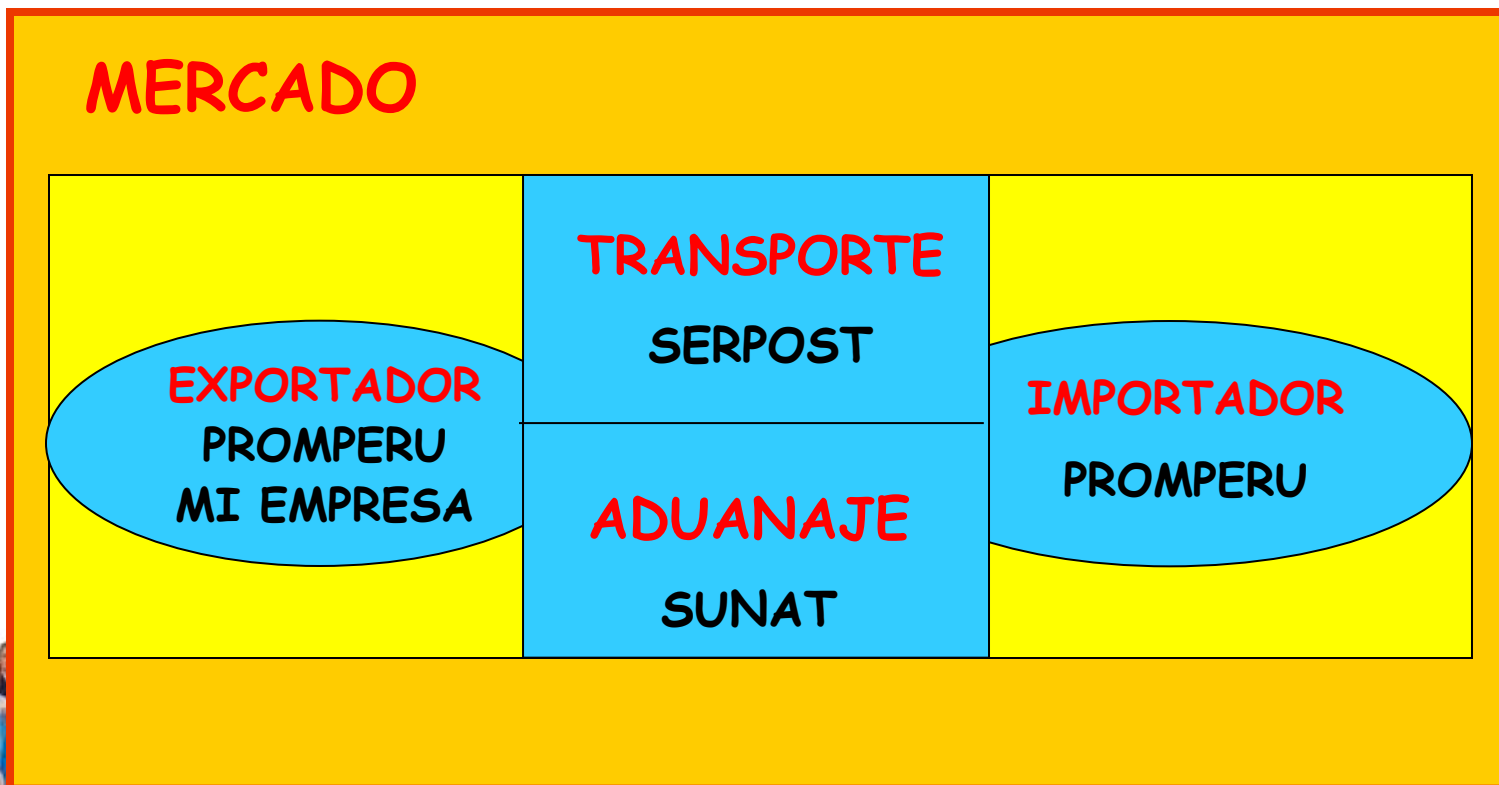 MERCADO
EXPORTADOR
PROMPERU
MI EMPRESA
TRANSPORTE
SERPOST
ADUANAJE
SUNAT
IMPORTADOR
PROMPERU